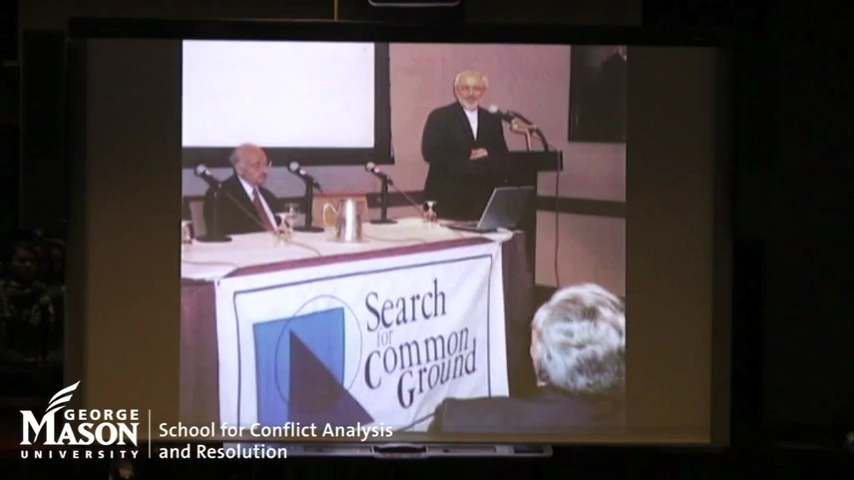 Search
for
Common
Ground
GEORGE
MASON
UNIVERSITY
School for Conflict Analysis
and Resolution